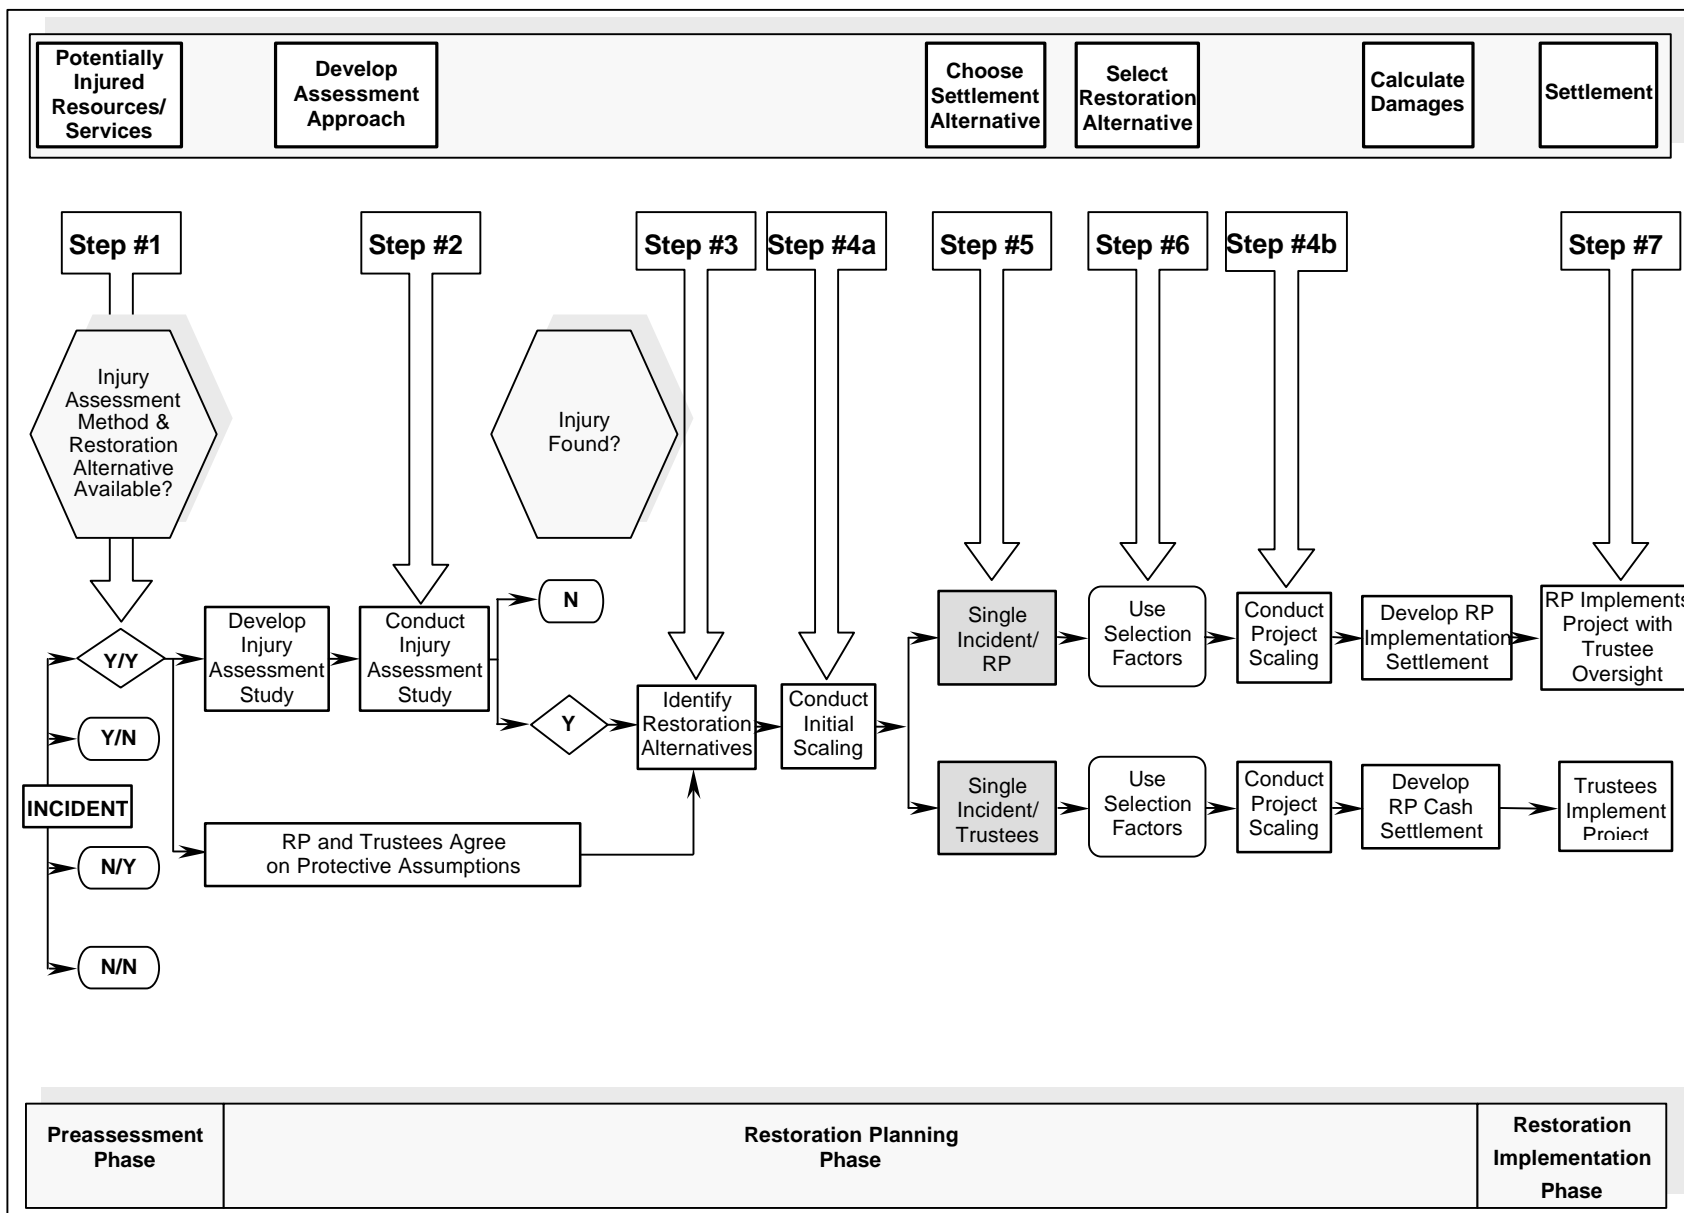 Potentially
Injured
Resources/
Services
Develop
Assessment
Approach
Choose
Settlement
Alternative
Select
Restoration
Alternative
Calculate
Damages
Settlement
Step #1
Step #2
Step #3
Step #4a
Step #5
Step #6
Step #4b
Step #7
Injury
Assessment
Method &
Restoration
Alternative
Available?
Injury
Found?
Y/Y
Y/N
INCIDENT
N/Y
N/N
Develop
Injury
Assessment
Study
Conduct
Injury
Assessment
Study
N
Y
RP and Trustees Agree
on Protective Assumptions
Identify
Restoration
Alternatives
Conduct
Initial
Scaling
Single
Incident/
RP
Use
Selection
Factors
Conduct
Project
Scaling
Develop RP
Implementation
Settlement
RP Implements
Project with
Trustee
Oversight
Single
Incident/
Trustees
Use
Selection
Factors
Conduct
Project
Scaling
Develop
RP Cash
Settlement
Trustees
Implement
Project
Preassessment
Phase
Restoration Planning
Phase
Restoration
Implementation
Phase